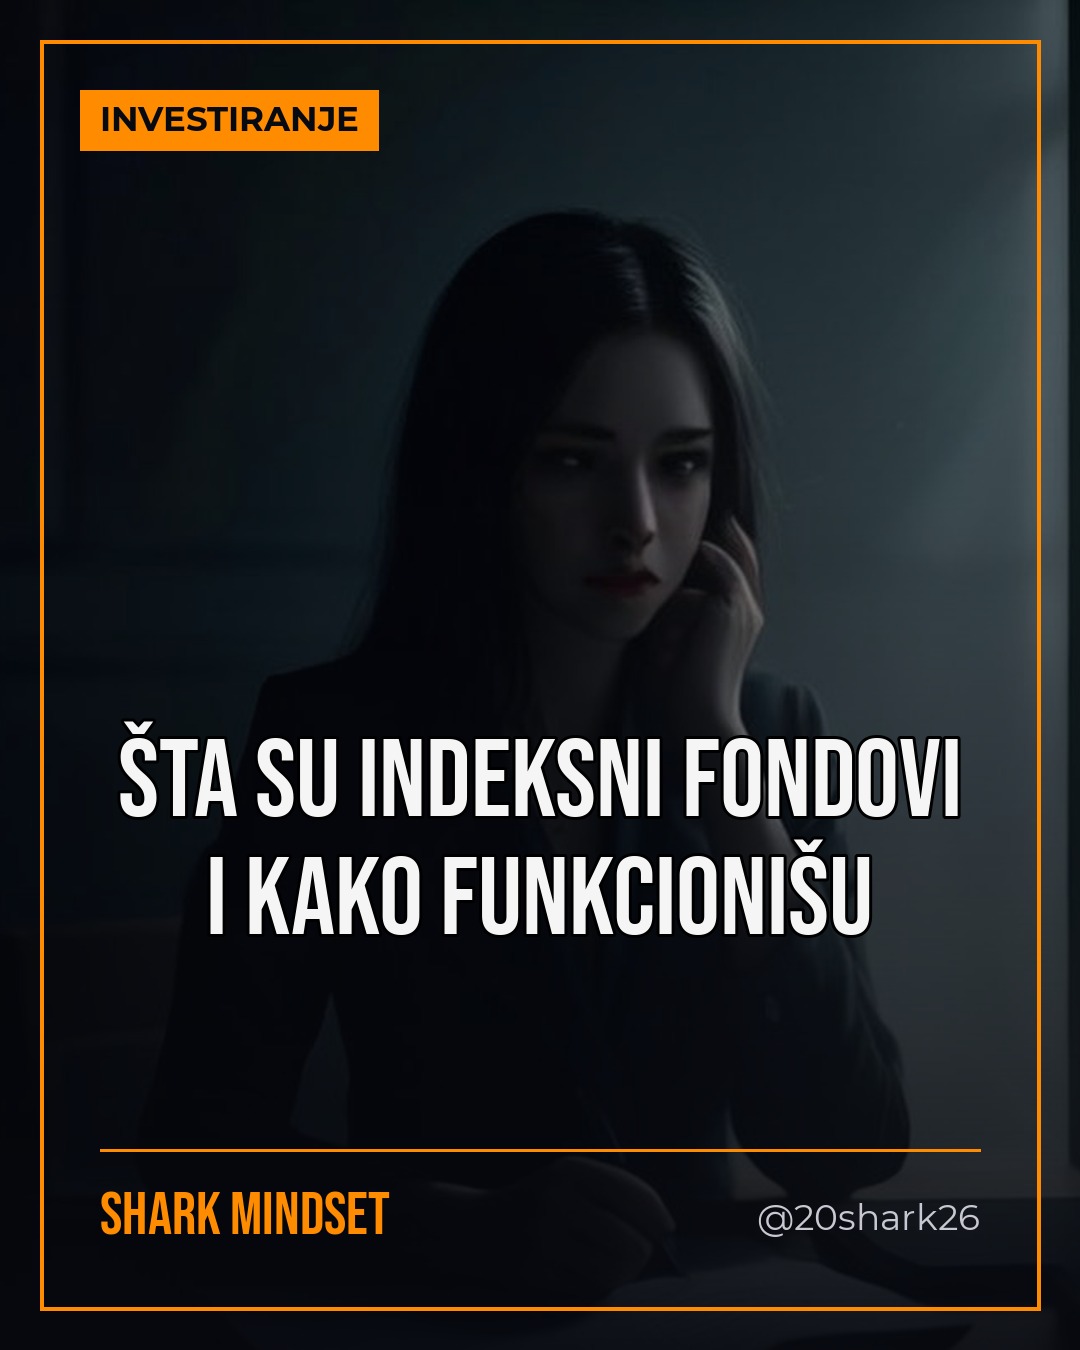 INVESTIRANJE
ŠTA SU INDEKSNI FONDOVI
I KAKO FUNKCIONIŠU
SHARK MINDSET
@20shark26